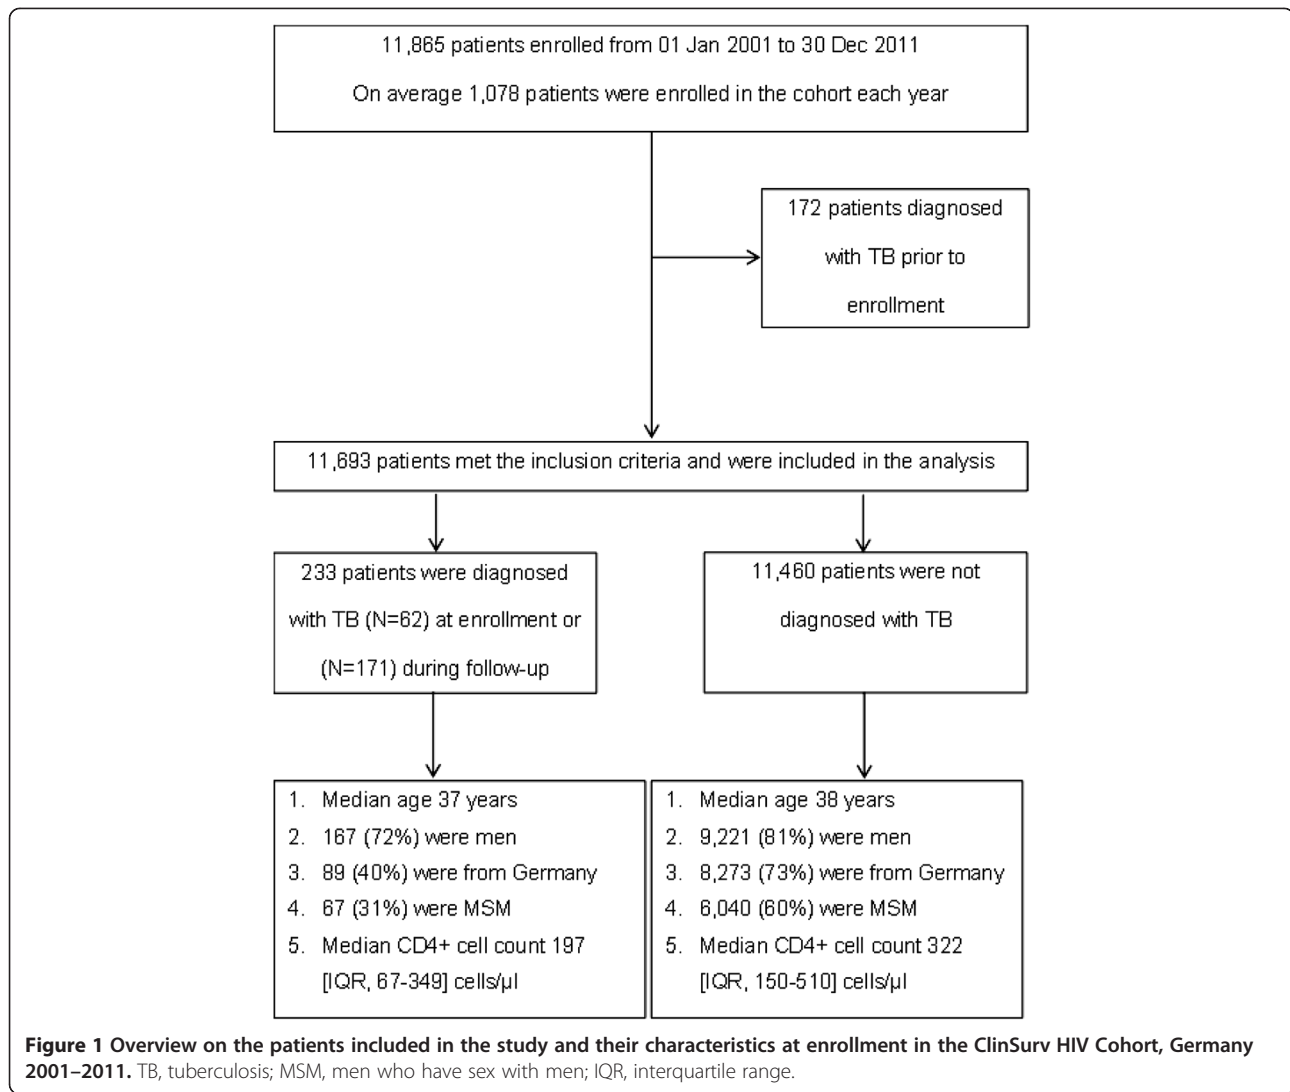 11,865 patients enrolled from 01 Jan 2001 to 30 Dec 2011
On average 1,078 patients were enrolled in the cohort each year
172 patients diagnosed
with TB prior to
enrollment
11,693 patients met the inclusion criteria and were included in the analysis
233 patients were diagnosed
with TB (N=62) at enrollment or
(N=171) during follow-up
11,460 patients were not
diagnosed with TB
1. Median age 37 years
2. 167 (72%) were men
3. 89 (40%) were from Germany
4. 67 (31%) were MSM
5. Median CD4+ cell count 197
[IQR, 67-349] cells/µl
1. Median age 38 years
2. 9,221 (81%) were men
3. 8,273 (73%) were from Germany
4. 6,040 (60%) were MSM
5. Median CD4+ cell count 322
[IQR, 150-510] cells/µl
Figure 1 Overview on the patients included in the study and their characteristics at enrollment in the ClinSurv HIV Cohort, Germany
2001–2011. TB, tuberculosis; MSM, men who have sex with men; IQR, interquartile range.